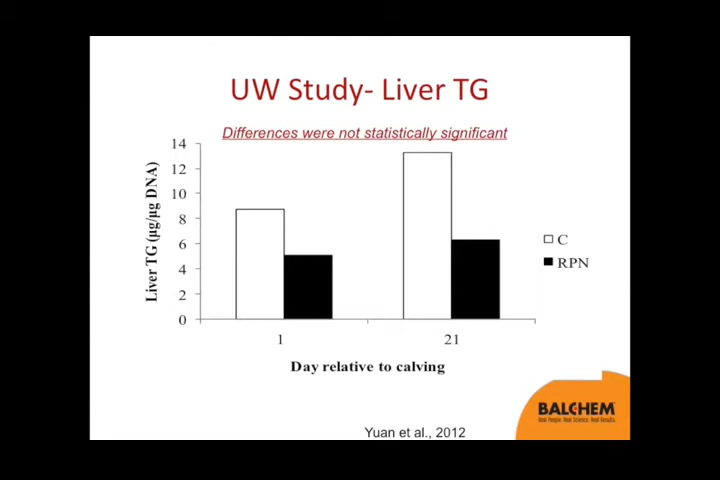 UW Study- Liver TG
Differences were not statistically significant
14
12
10
8
6
4
2
0
Liver TG (µg/µg DNA)
1
21
Day relative to calving
C
RPN
BALCHEM
Real People. Real Science. Real Results.
Yuan et al., 2012